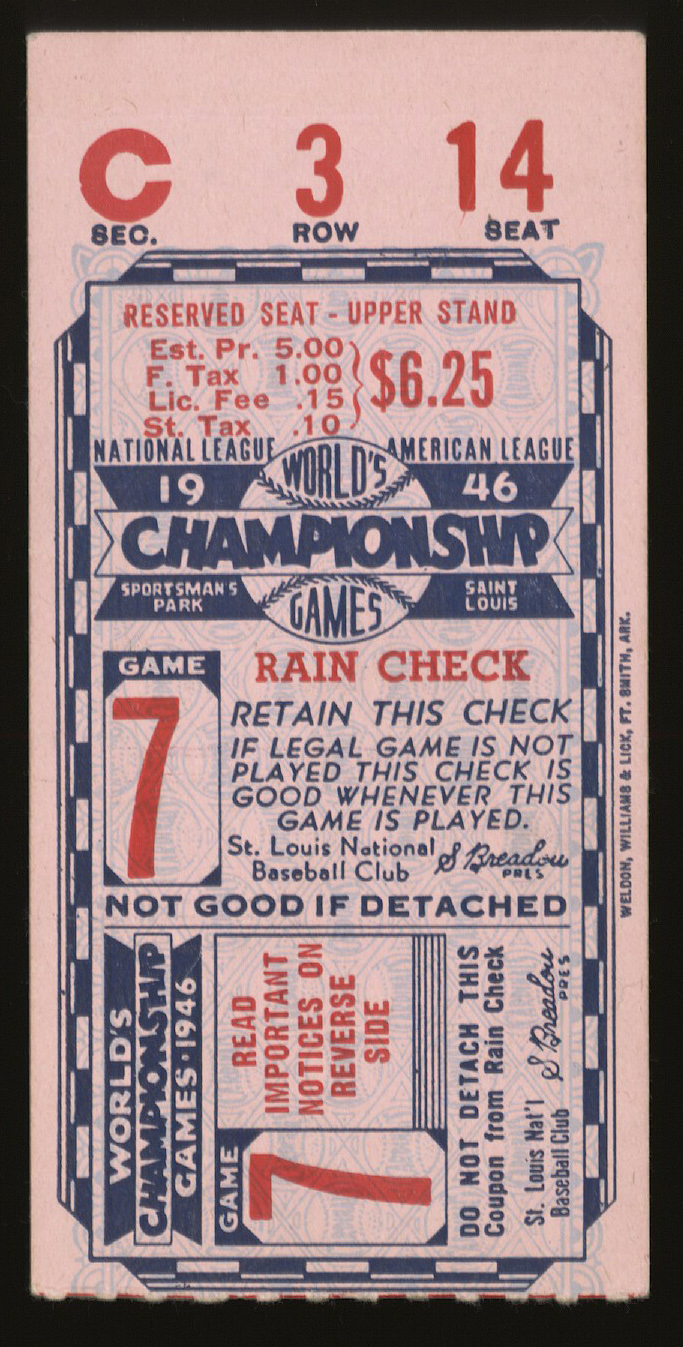 C 3 14
SEC. ROW SEAT
RESERVED SEAT - UPPER STAND
Est. Pr. 5.00
F. Tax 1.00
Lic. Fee .15
St. Tax .10
$6.25
NATIONAL LEAGUE AMERICAN LEAGUE
WORLD'S
19 46
CHAMPIONSHIP
SPORTSMAN'S PARK
SAINT LOUIS
GAMES
GAME
7
RAIN CHECK
RETAIN THIS CHECK
IF LEGAL GAME IS NOT
PLAYED THIS CHECK IS
GOOD WHENEVER THIS
GAME IS PLAYED.
St. Louis National
Baseball Club
S Breadon
PRES
NOT GOOD IF DETACHED
WORLD'S
CHAMPIONSHIP
GAMES·1946
READ
IMPORTANT
NOTICES ON
REVERSE
SIDE
GAME
7
DO NOT DETACH THIS
Coupon from Rain Check
St. Louis Nat'l
Baseball Club
S Breadon
PRES
WELDON, WILLIAMS & LICK, FT. SMITH, ARK.